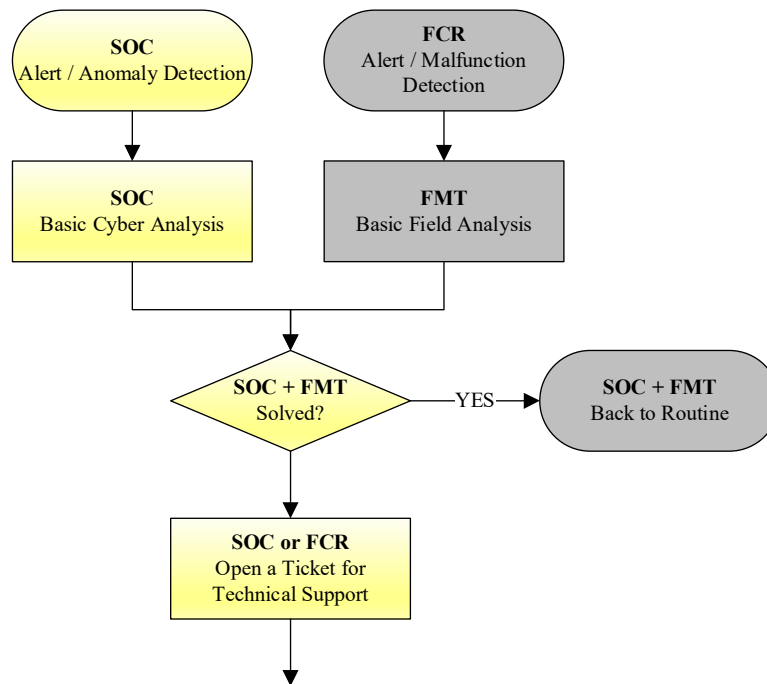 SOC
Alert / Anomaly Detection
FCR
Alert / Malfunction
Detection
SOC
Basic Cyber Analysis
FMT
Basic Field Analysis
SOC + FMT
Solved?
YES
SOC + FMT
Back to Routine
SOC or FCR
Open a Ticket for
Technical Support